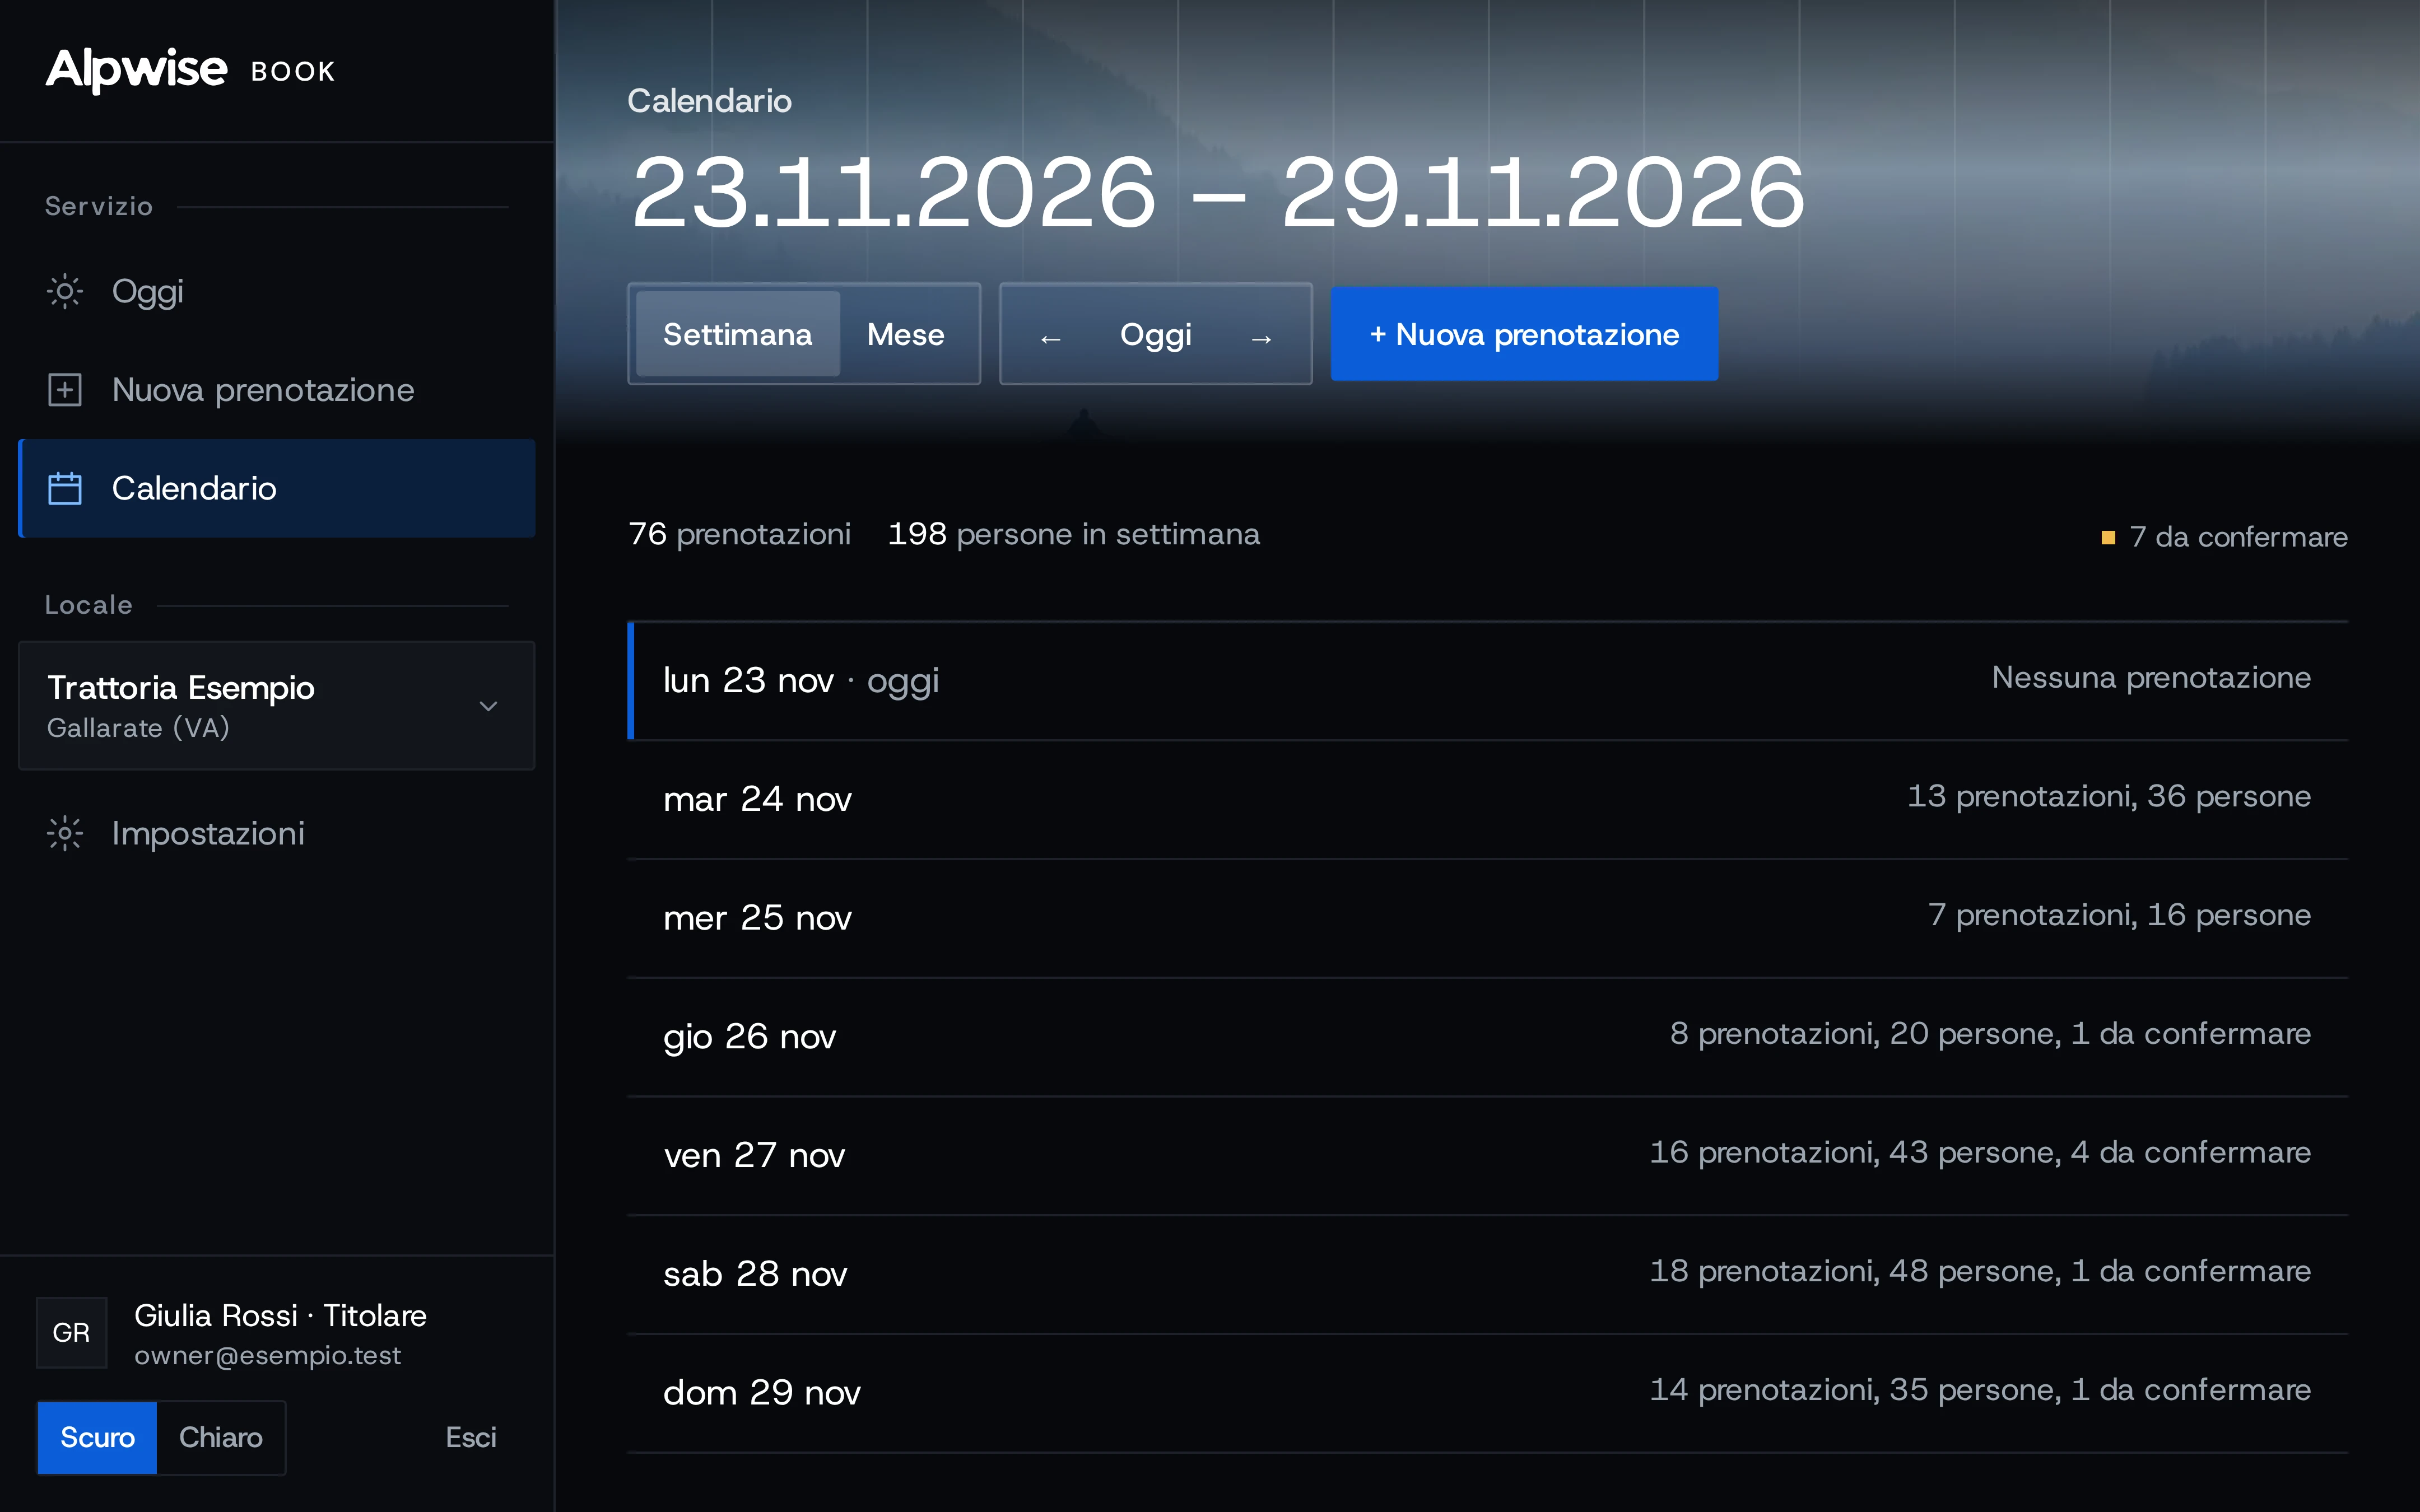 Alpwise BOOK
Servizio
Oggi
Nuova prenotazione
Calendario
Locale
Trattoria Esempio
Gallarate (VA)
Impostazioni
GR
Giulia Rossi · Titolare
owner@esempio.test
Scuro Chiaro Esci
Calendario
23.11.2026 – 29.11.2026
Settimana Mese ← Oggi → + Nuova prenotazione
76 prenotazioni 198 persone in settimana 7 da confermare
lun 23 nov · oggi Nessuna prenotazione
mar 24 nov 13 prenotazioni, 36 persone
mer 25 nov 7 prenotazioni, 16 persone
gio 26 nov 8 prenotazioni, 20 persone, 1 da confermare
ven 27 nov 16 prenotazioni, 43 persone, 4 da confermare
sab 28 nov 18 prenotazioni, 48 persone, 1 da confermare
dom 29 nov 14 prenotazioni, 35 persone, 1 da confermare